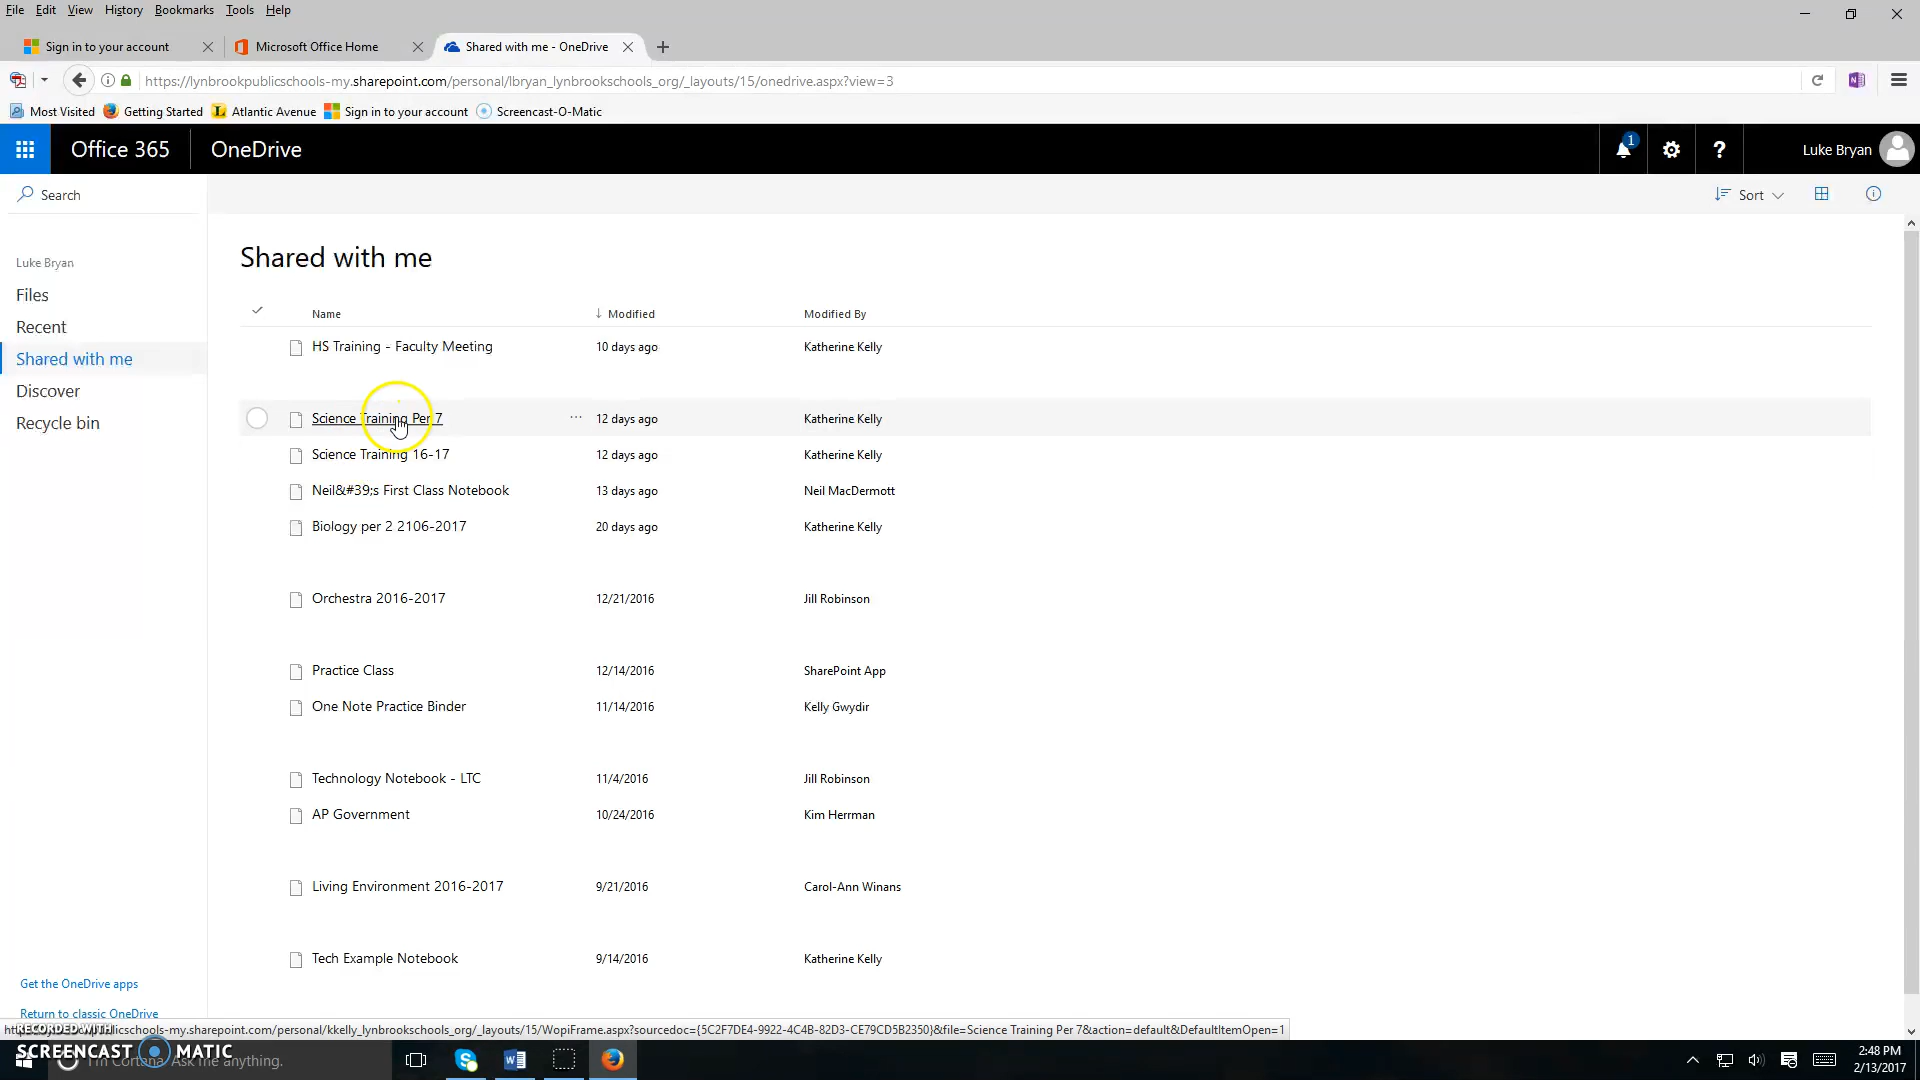 File Edit View History Bookmarks Tools Help
Sign in to your account Microsoft Office Home Shared with me - OneDrive
https://lynbrookpublicschools-my.sharepoint.com/personal/lbryan_lynbrookschools_org/_layouts/15/onedrive.aspx?view=3
Most Visited Getting Started Atlantic Avenue Sign in to your account Screencast-O-Matic
Office 365 OneDrive 1 ? Luke Bryan
Search Sort
Luke Bryan
Files
Recent
Shared with me
Discover
Recycle bin
Shared with me
Name Modified Modified By
HS Training - Faculty Meeting 10 days ago Katherine Kelly
Science Training Per 7 ... 12 days ago Katherine Kelly
Science Training 16-17 12 days ago Katherine Kelly
Neil&#39;s First Class Notebook 13 days ago Neil MacDermott
Biology per 2 2106-2017 20 days ago Katherine Kelly
Orchestra 2016-2017 12/21/2016 Jill Robinson
Practice Class 12/14/2016 SharePoint App
One Note Practice Binder 11/14/2016 Kelly Gwydir
Technology Notebook - LTC 11/4/2016 Jill Robinson
AP Government 10/24/2016 Kim Herrman
Living Environment 2016-2017 9/21/2016 Carol-Ann Winans
Tech Example Notebook 9/14/2016 Katherine Kelly
Get the OneDrive apps
Return to classic OneDrive
publicschools-my.sharepoint.com/personal/kkelly_lynbrookschools_org/_layouts/15/WopiFrame.aspx?sourcedoc={5C2F7DE4-9922-4C4B-82D3-CE79CD5B2350}&file=Science Training Per 7&action=default&DefaultItemOpen=1
RECORDED WITH
SCREENCAST MATIC
I'm Cortana. Ask me anything.
2:48 PM
2/13/2017